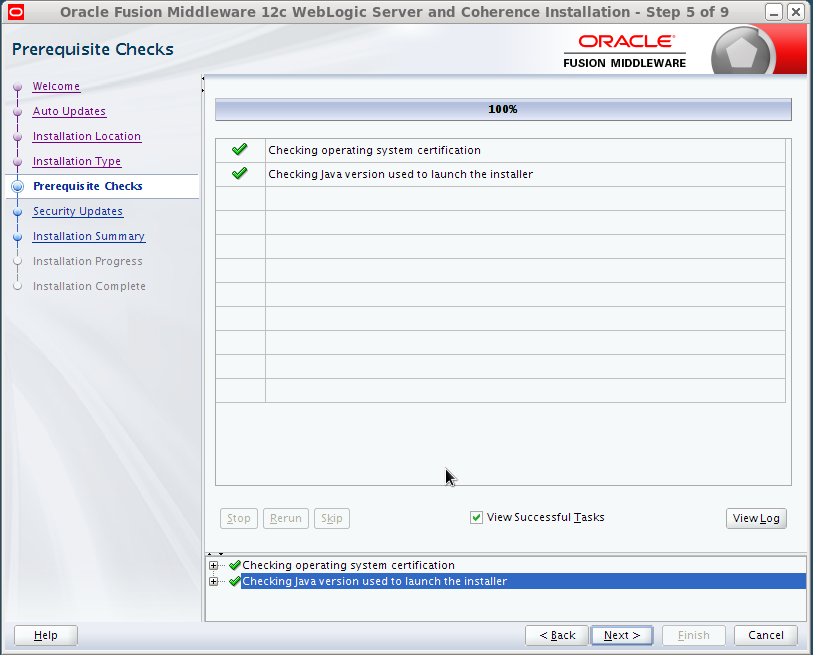 Oracle Fusion Middleware 12c WebLogic Server and Coherence Installation - Step 5 of 9
Prerequisite Checks
ORACLE
FUSION MIDDLEWARE
Welcome
Auto Updates
Installation Location
Installation Type
Prerequisite Checks
Security Updates
Installation Summary
Installation Progress
Installation Complete
100%
Checking operating system certification
Checking Java version used to launch the installer
Stop
Rerun
Skip
View Successful Tasks
View Log
Checking operating system certification
Checking Java version used to launch the installer
Help
< Back
Next >
Finish
Cancel